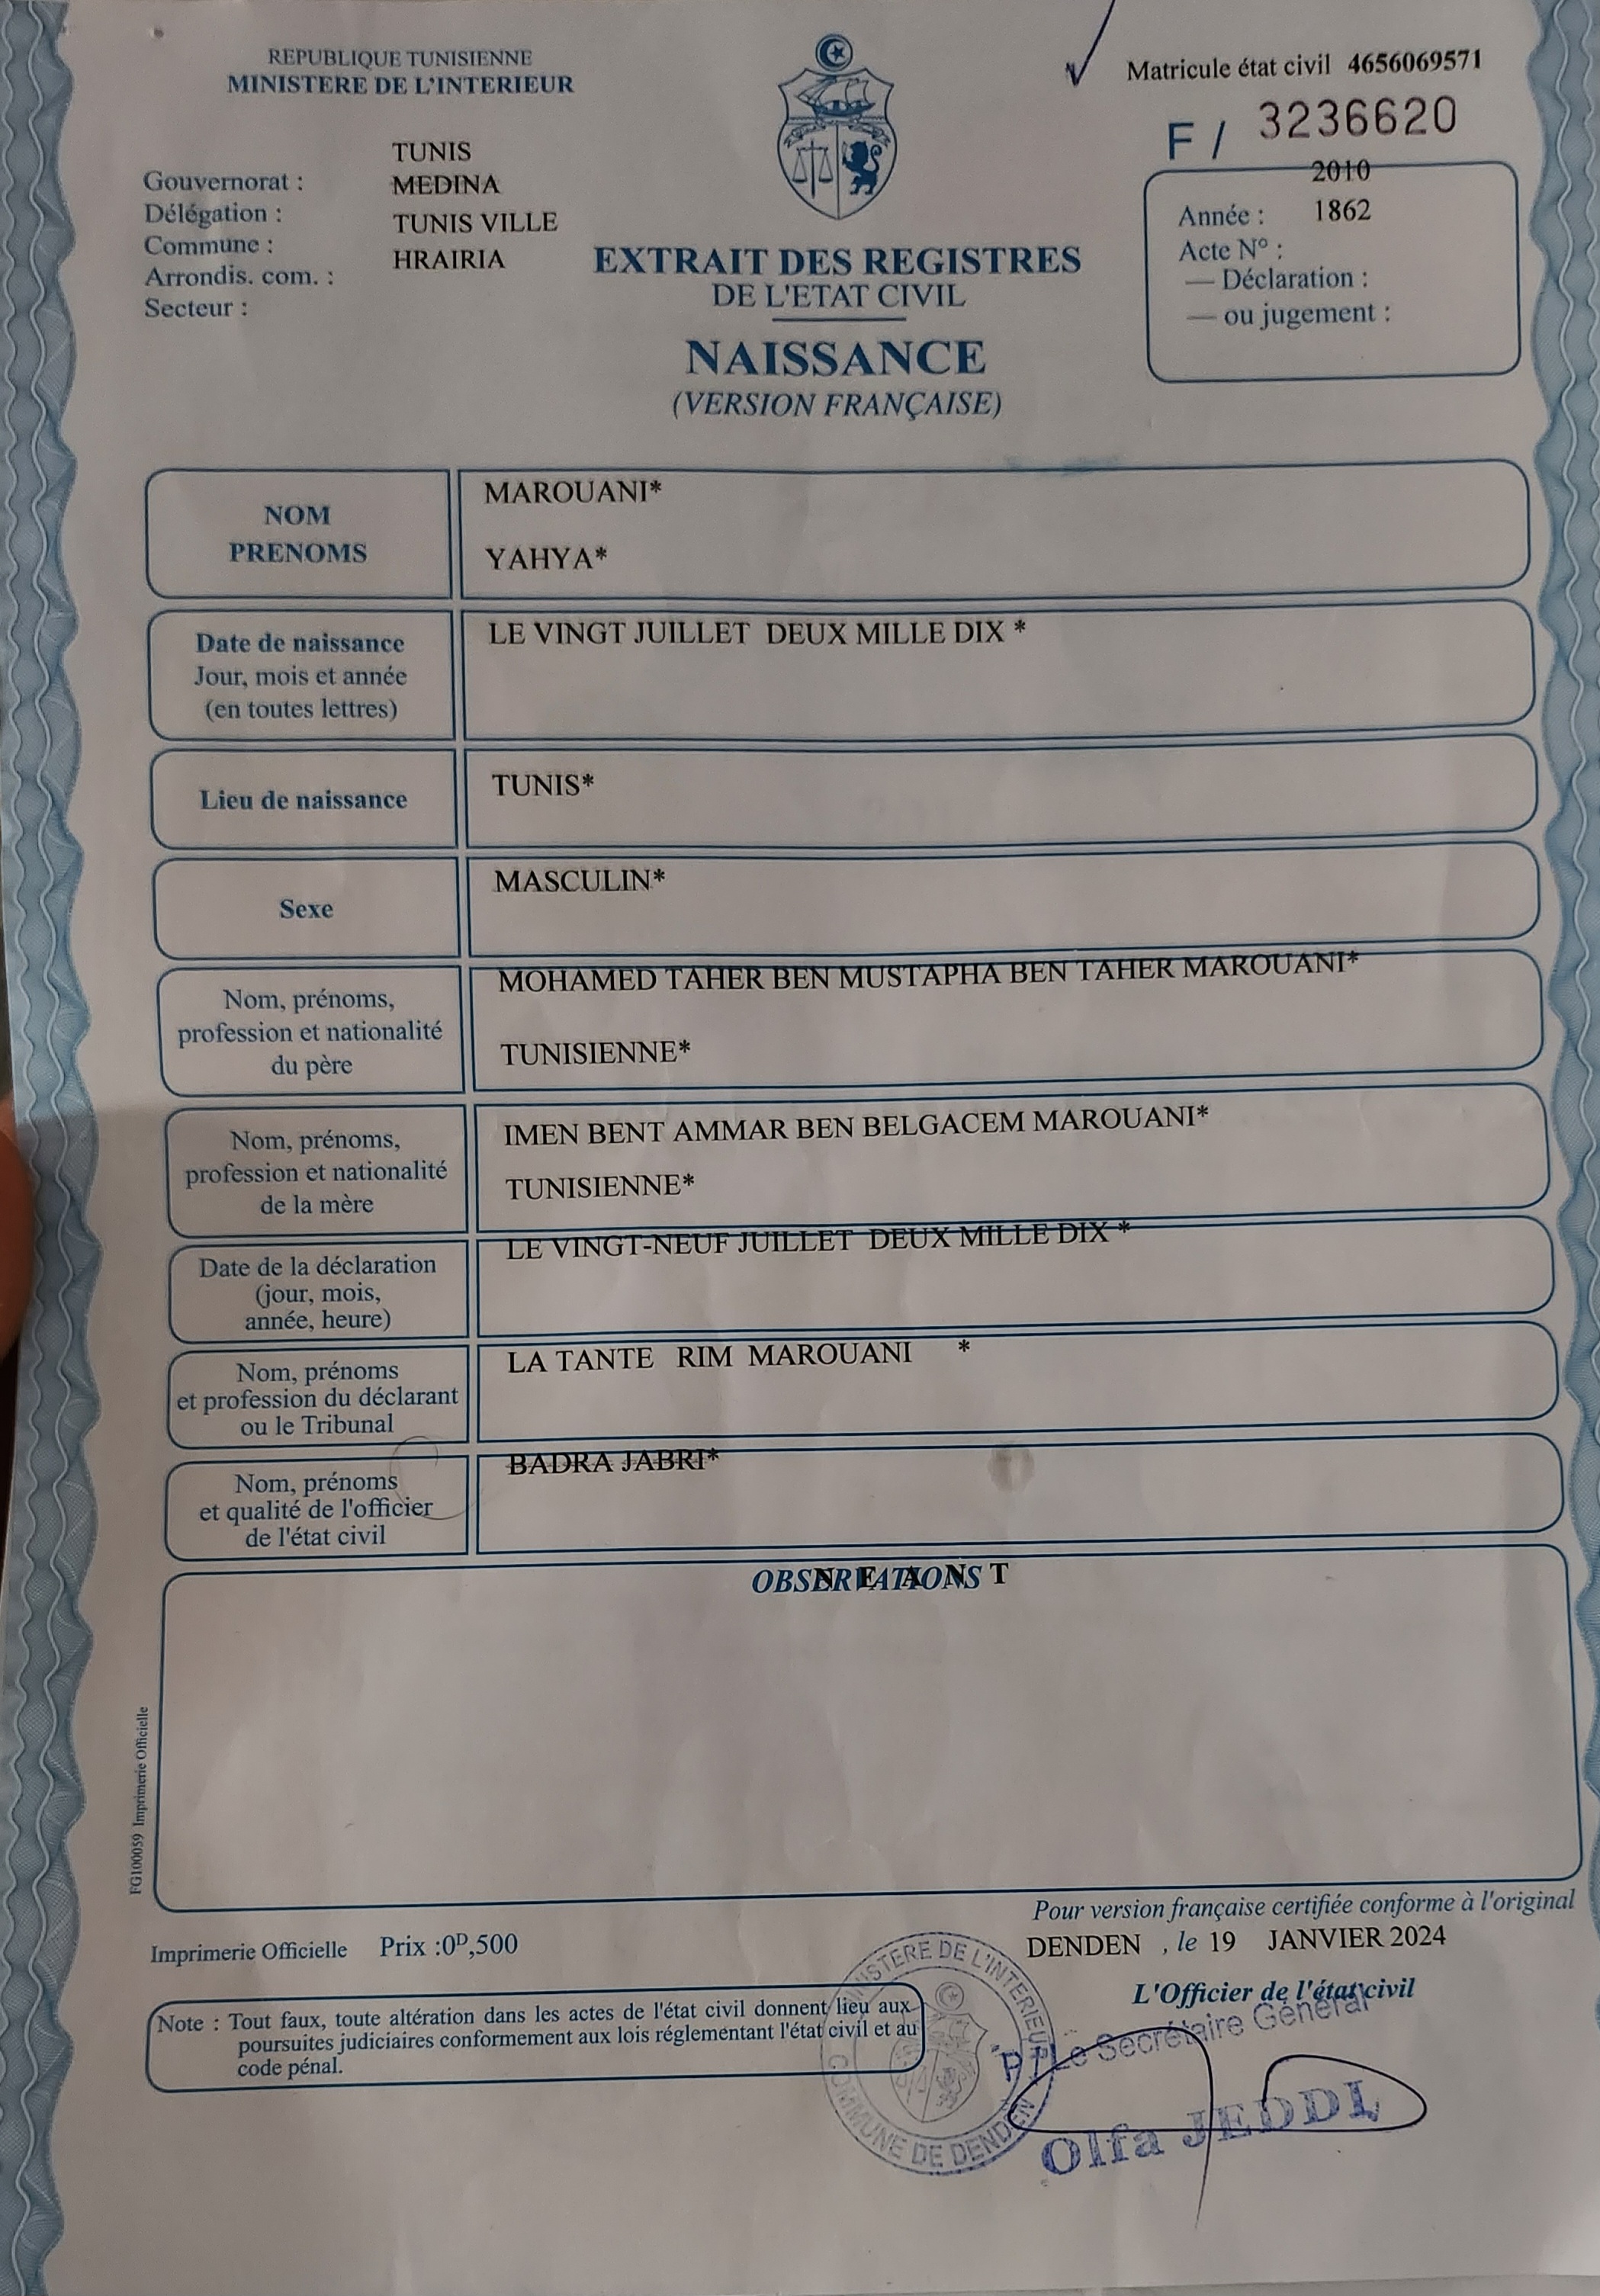 REPUBLIQUE TUNISIENNE
MINISTERE DE L'INTERIEUR
Matricule état civil 4656069571
F / 3236620
Gouvernorat : TUNIS
Délégation : MEDINA
Commune : TUNIS VILLE
Arrondis. com. : HRAIRIA
Secteur :
2010
Année : 1862
Acte N° :
— Déclaration :
— ou jugement :
EXTRAIT DES REGISTRES
DE L'ETAT CIVIL
NAISSANCE
(VERSION FRANÇAISE)
NOM
PRENOMS
MAROUANI*
YAHYA*
Date de naissance
Jour, mois et année
(en toutes lettres)
LE VINGT JUILLET DEUX MILLE DIX *
Lieu de naissance
TUNIS*
Sexe
MASCULIN*
Nom, prénoms,
profession et nationalité
du père
MOHAMED TAHER BEN MUSTAPHA BEN TAHER MAROUANI*
TUNISIENNE*
Nom, prénoms,
profession et nationalité
de la mère
IMEN BENT AMMAR BEN BELGACEM MAROUANI*
TUNISIENNE*
Date de la déclaration
(jour, mois,
année, heure)
LE VINGT-NEUF JUILLET DEUX MILLE DIX *
Nom, prénoms
et profession du déclarant
ou le Tribunal
LA TANTE RIM MAROUANI *
Nom, prénoms
et qualité de l'officier
de l'état civil
BADRA JABRI*
OBSERVATIONS
N E A N T
FG100059 Imprimerie Officielle
Pour version française certifiée conforme à l'original
Imprimerie Officielle Prix :0ᴰ,500
DENDEN , le 19 JANVIER 2024
L'Officier de l'état civil
Note : Tout faux, toute altération dans les actes de l'état civil donnent lieu aux
poursuites judiciaires conformement aux lois réglementant l'état civil et au
code pénal.
MINISTERE DE L'INTERIEUR
COMMUNE DE DENDEN
P/Le Secrétaire Général
Olfa JEDDI